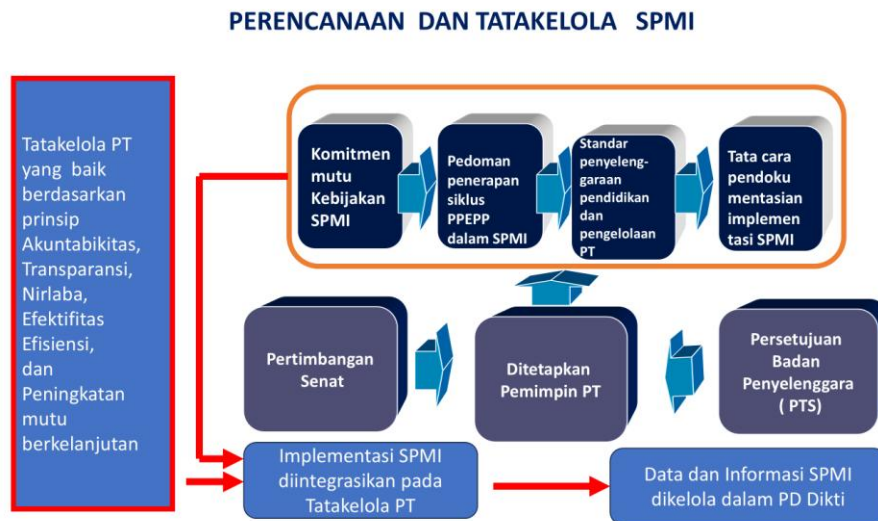 PERENCANAAN DAN TATAKELOLA SPMI
Tatakelola PT
yang baik
berdasarkan
prinsip
Akuntabikitas,
Transparansi,
Nirlaba,
Efektifitas
Efisiensi,
dan
Peningkatan
mutu
berkelanjutan
Komitmen
mutu
Kebijakan
SPMI
Pedoman
penerapan
siklus
PPEPP
dalam SPMI
Standar
penyeleng-
garaan
pendidikan
dan
pengelolaan
PT
Tata cara
pendoku
mentasian
implemen
tasi SPMI
Pertimbangan
Senat
Ditetapkan
Pemimpin PT
Persetujuan
Badan
Penyelenggara
( PTS)
Implementasi SPMI
diintegrasikan pada
Tatakelola PT
Data dan Informasi SPMI
dikelola dalam PD Dikti